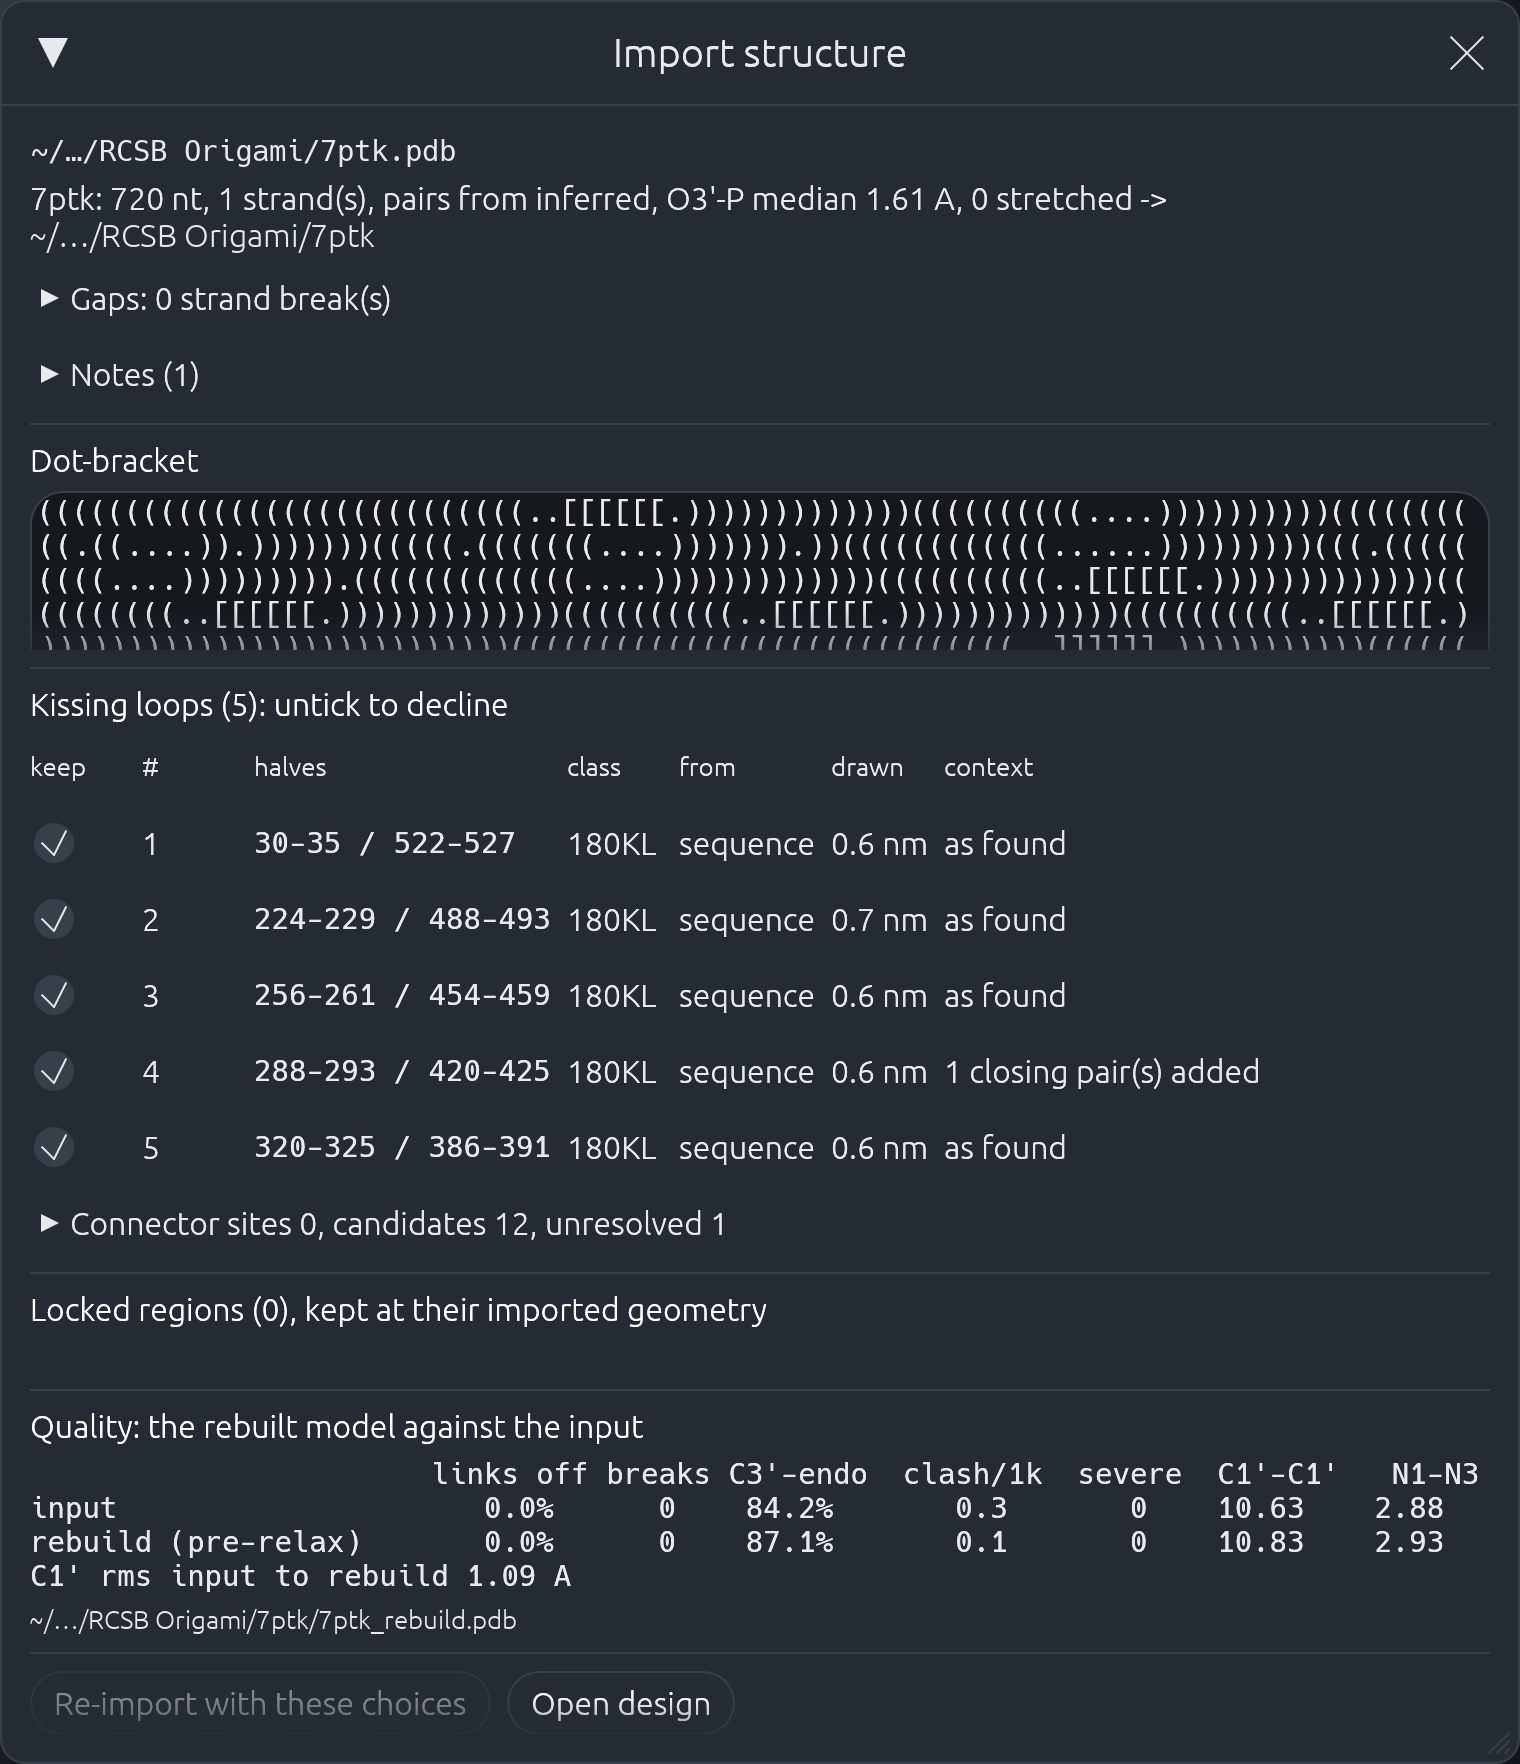 Import structure
~/…/RCSB Origami/7ptk.pdb
7ptk: 720 nt, 1 strand(s), pairs from inferred, O3'-P median 1.61 A, 0 stretched ->
~/…/RCSB Origami/7ptk
Gaps: 0 strand break(s)
Notes (1)
Dot-bracket
((((((((((((((((((((((((((((..[[[[[[.)))))))))))))((((((((((....))))))))))((((((((
((.((....)).)))))))(((((.(((((((....))))))).))((((((((((((......)))))))))(((.(((((
((((....))))))))).(((((((((((((....)))))))))))))((((((((((..[[[[[[.)))))))))))))((
((((((((..[[[[[[.)))))))))))))((((((((((..[[[[[[.)))))))))))))((((((((((..[[[[[[.)
Kissing loops (5): untick to decline
keep # halves class from drawn context
1 30-35 / 522-527 180KL sequence 0.6 nm as found
2 224-229 / 488-493 180KL sequence 0.7 nm as found
3 256-261 / 454-459 180KL sequence 0.6 nm as found
4 288-293 / 420-425 180KL sequence 0.6 nm 1 closing pair(s) added
5 320-325 / 386-391 180KL sequence 0.6 nm as found
Connector sites 0, candidates 12, unresolved 1
Locked regions (0), kept at their imported geometry
Quality: the rebuilt model against the input
links off breaks C3'-endo clash/1k severe C1'-C1' N1-N3
input 0.0% 0 84.2% 0.3 0 10.63 2.88
rebuild (pre-relax) 0.0% 0 87.1% 0.1 0 10.83 2.93
C1' rms input to rebuild 1.09 A
~/…/RCSB Origami/7ptk/7ptk_rebuild.pdb
Re-import with these choices Open design